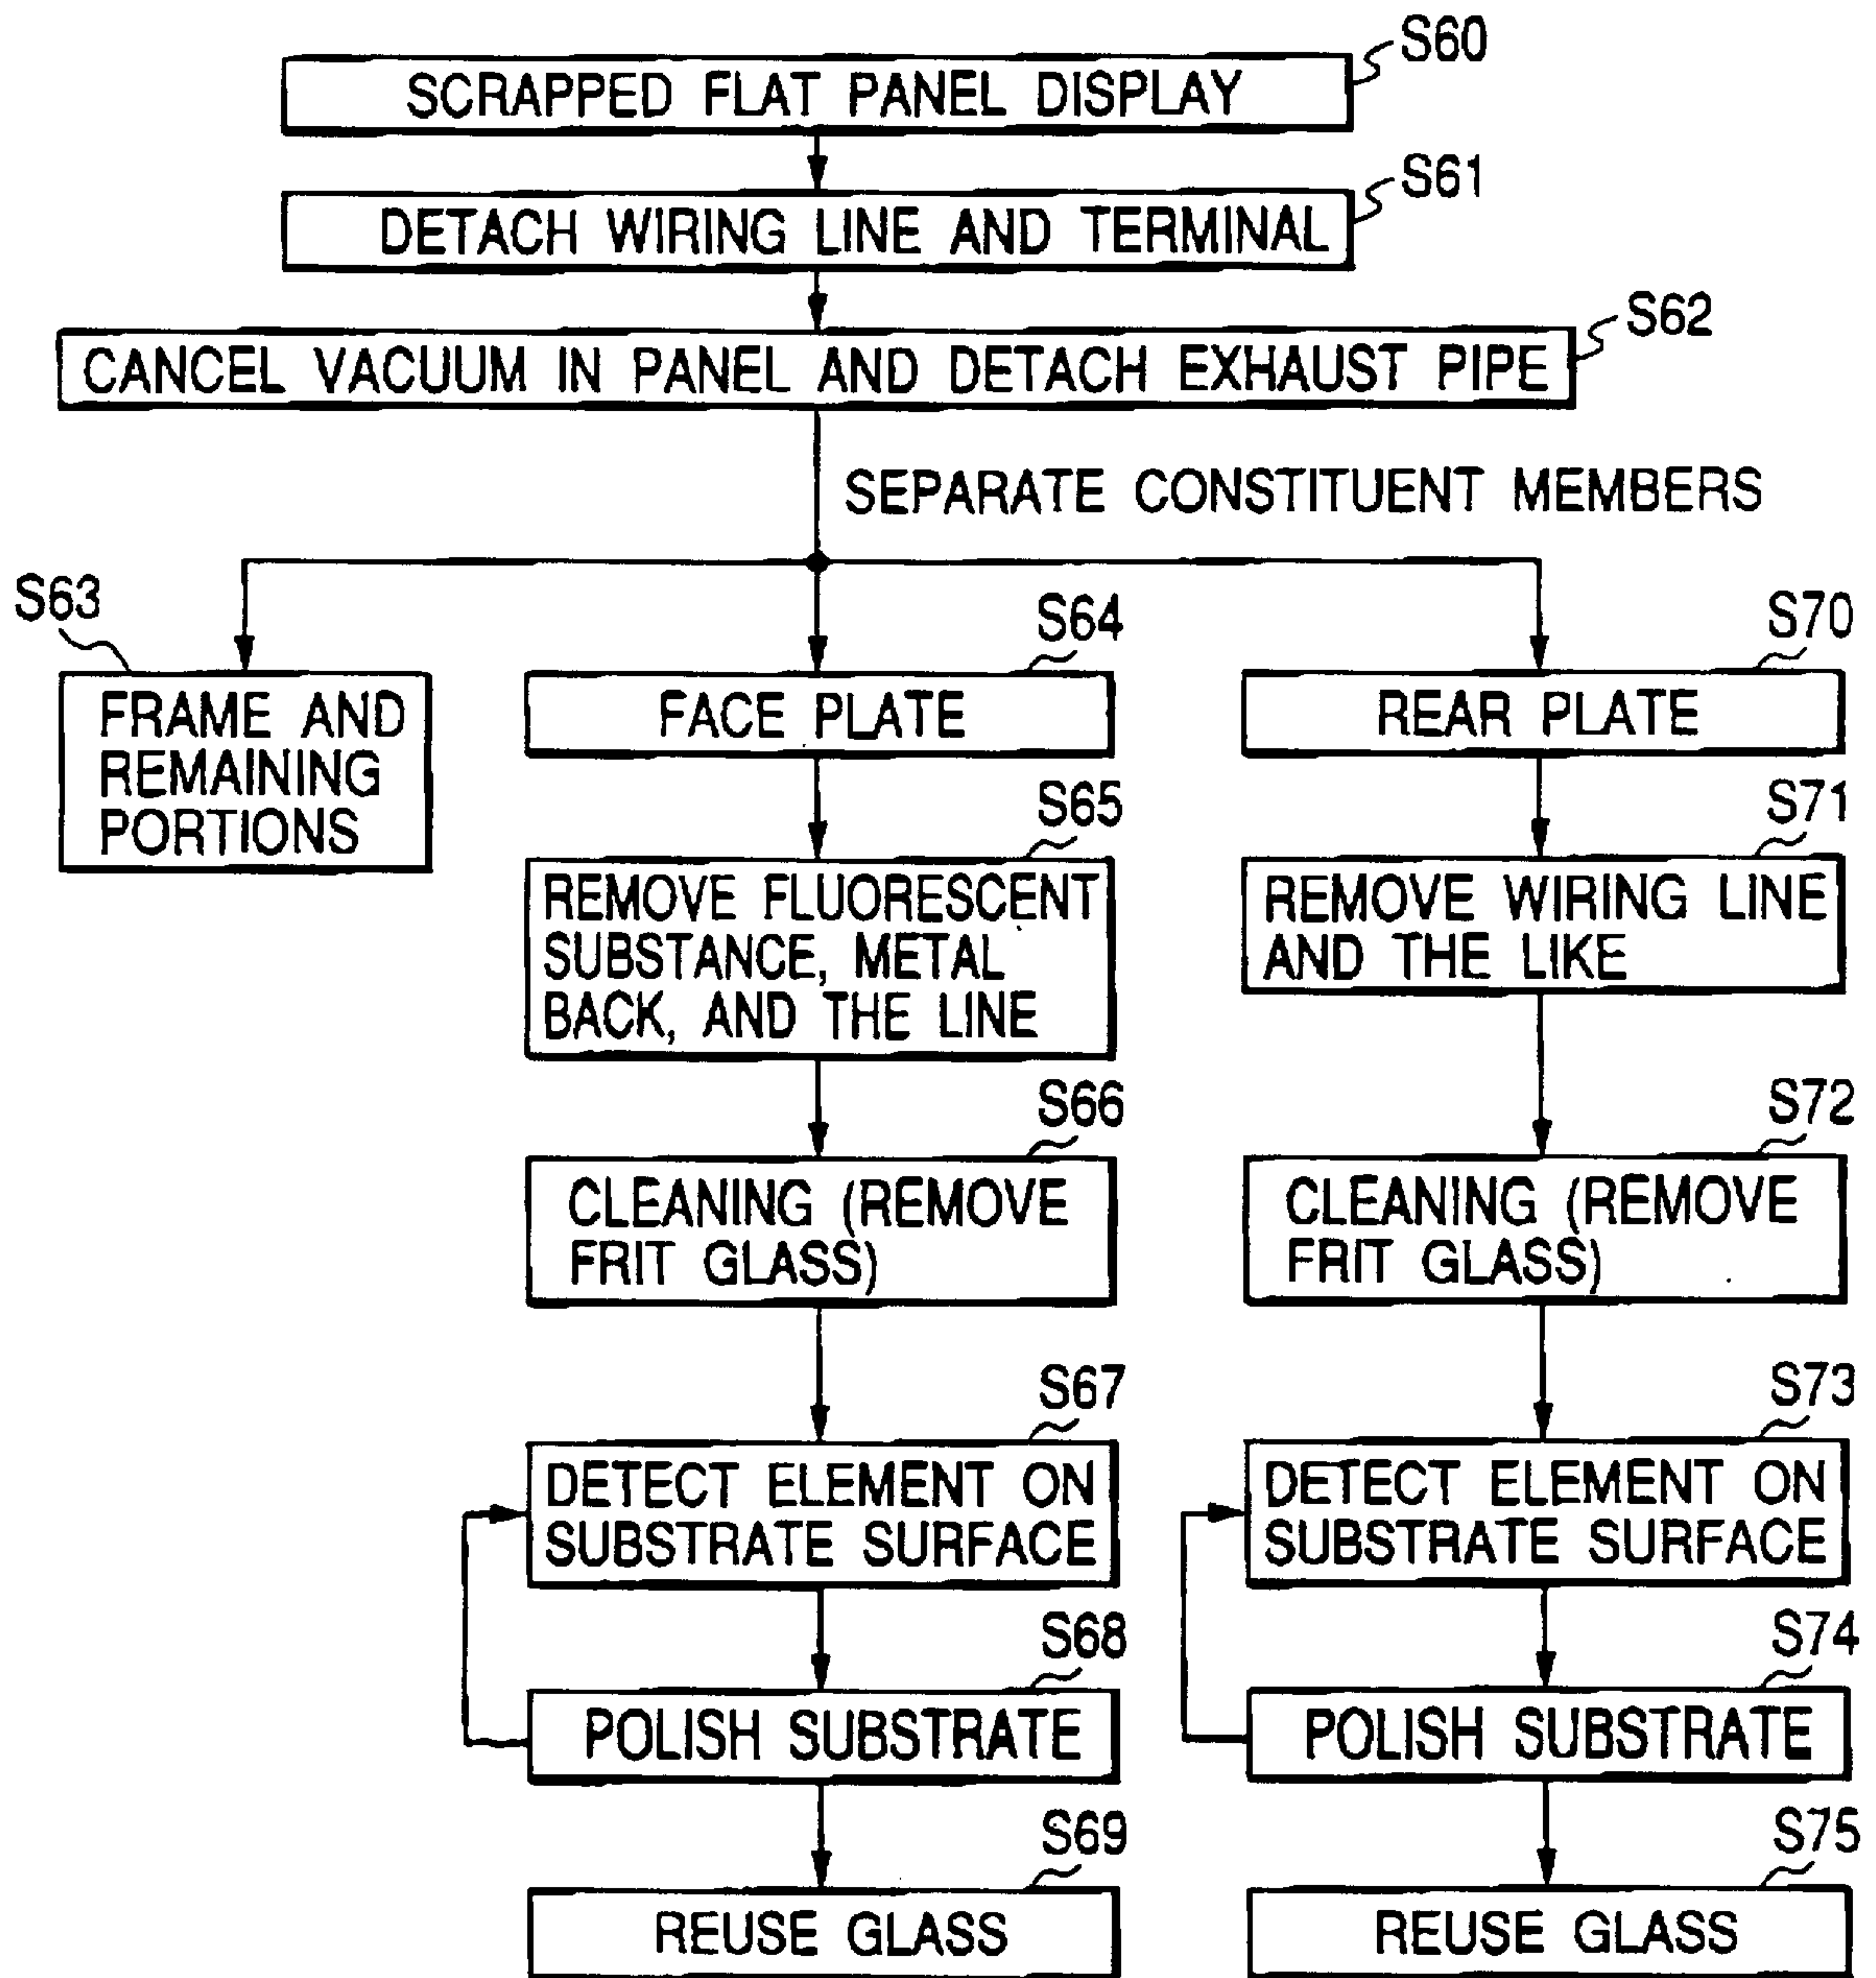 S60
SCRAPPED FLAT PANEL DISPLAY
S61
DETACH WIRING LINE AND TERMINAL
S62
CANCEL VACUUM IN PANEL AND DETACH EXHAUST PIPE
SEPARATE CONSTITUENT MEMBERS
S63
FRAME AND
REMAINING
PORTIONS
S64
FACE PLATE
S65
REMOVE FLUORESCENT
SUBSTANCE, METAL
BACK, AND THE LINE
S66
CLEANING (REMOVE
FRIT GLASS)
S67
DETECT ELEMENT ON
SUBSTRATE SURFACE
S68
POLISH SUBSTRATE
S69
REUSE GLASS
S70
REAR PLATE
S71
REMOVE WIRING LINE
AND THE LIKE
S72
CLEANING (REMOVE
FRIT GLASS)
S73
DETECT ELEMENT ON
SUBSTRATE SURFACE
S74
POLISH SUBSTRATE
S75
REUSE GLASS